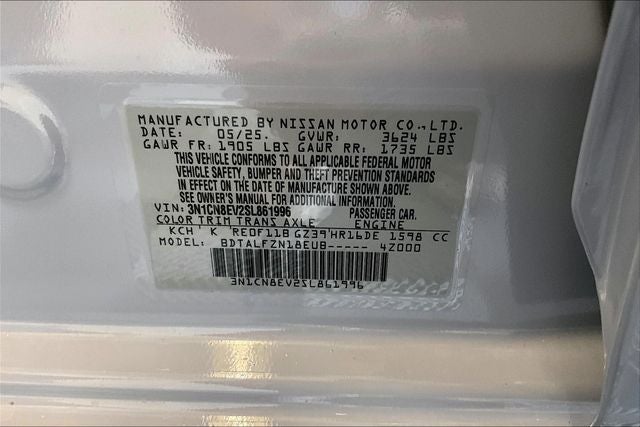 MANUFACTURED BY NISSAN MOTOR CO.,LTD.
DATE: 05/25. GVWR: 3624 LBS
GAWR FR: 1905 LBS GAWR RR: 1735 LBS
THIS VEHICLE CONFORMS TO ALL APPLICABLE FEDERAL MOTOR
VEHICLE SAFETY, BUMPER AND THEFT PREVENTION STANDARDS
IN EFFECT ON THE DATE OF MANUFACTURE SHOWN ABOVE.
SEE OWNER'S MANUAL FOR ADDITIONAL INFORMATION
VIN: 3N1CN8EV2SL861996 PASSENGER CAR.
COLOR TRIM TRANS AXLE ENGINE
KCH K RE0F11B GZ39 HR16DE 1598 CC
MODEL: BDTALFZN18EUB----- 4Z000
3N1CN8EV2SL861996